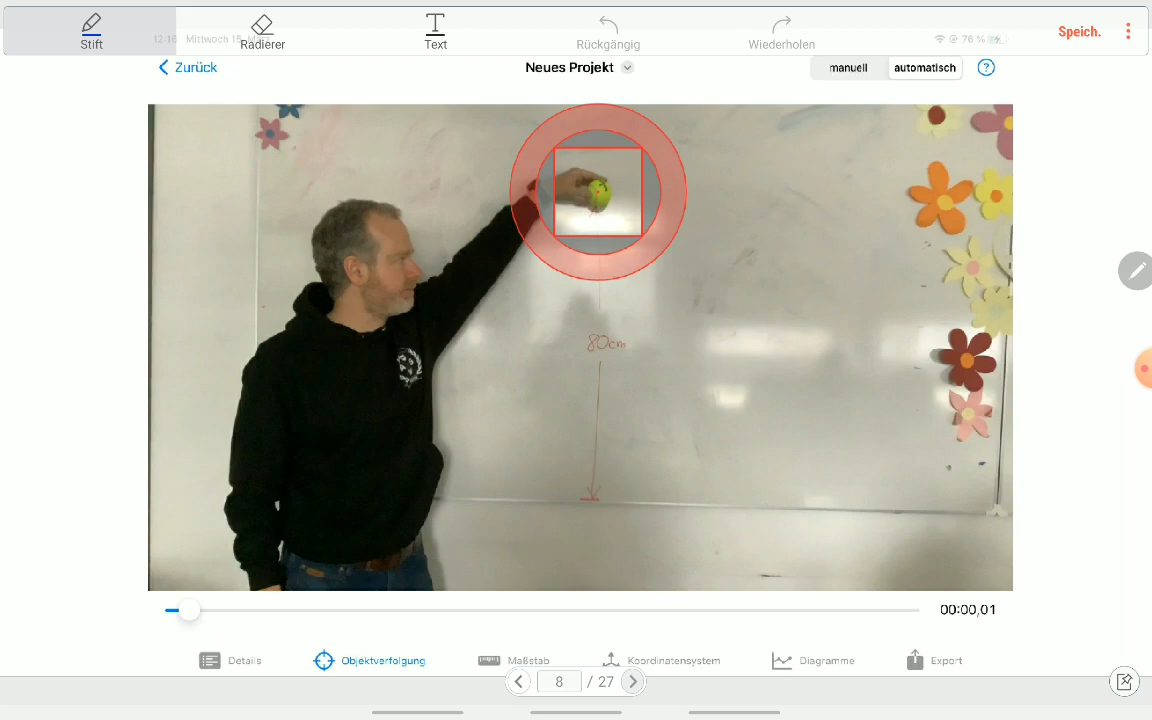 Stift
Radierer
Text
Rückgängig
Wiederholen
Speich.
12:16 Mittwoch 15. März
76 %
Zurück
Neues Projekt
manuell
automatisch
?
80cm
00:00,01
Details
Objektverfolgung
Maßstab
Koordinatensystem
Diagramme
Export
8 / 27